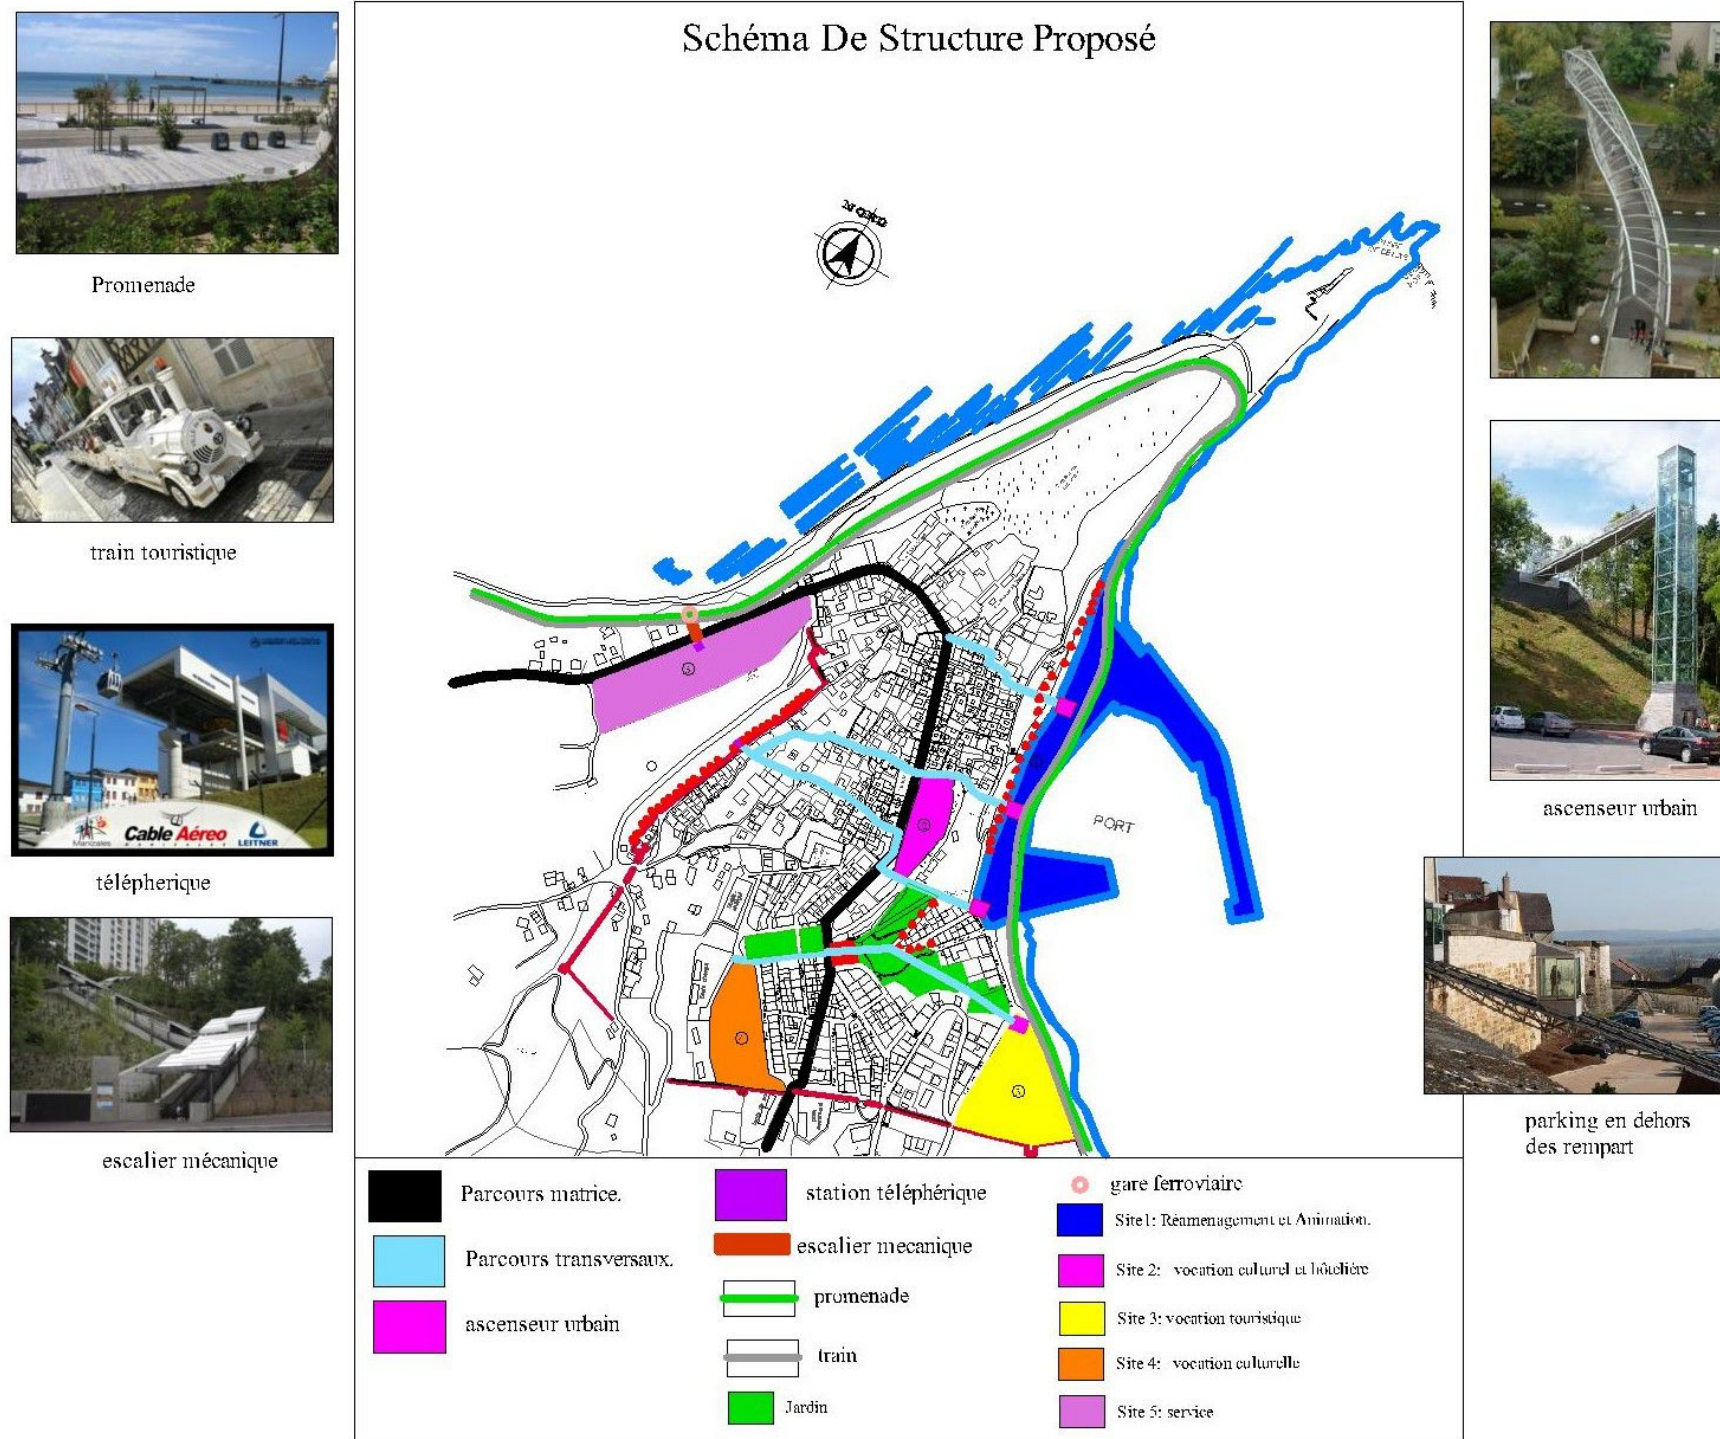 Schéma De Structure Proposé
Promenade
train touristique
Cable Aéreo
Manizales
MANIZALES
LEITNER
télépherique
escalier mécanique
NORD
PORT
ascenseur urbain
parking en dehors
des rempart
Parcours matrice.
Parcours transversaux.
ascenseur urbain
station téléphérique
escalier mecanique
promenade
train
Jardin
gare ferroviaire
Site1: Réamenagement et Animation.
Site 2: vocation culturel et hôtelière
Site 3: vocation touristique
Site 4: vocation culturelle
Site 5: service